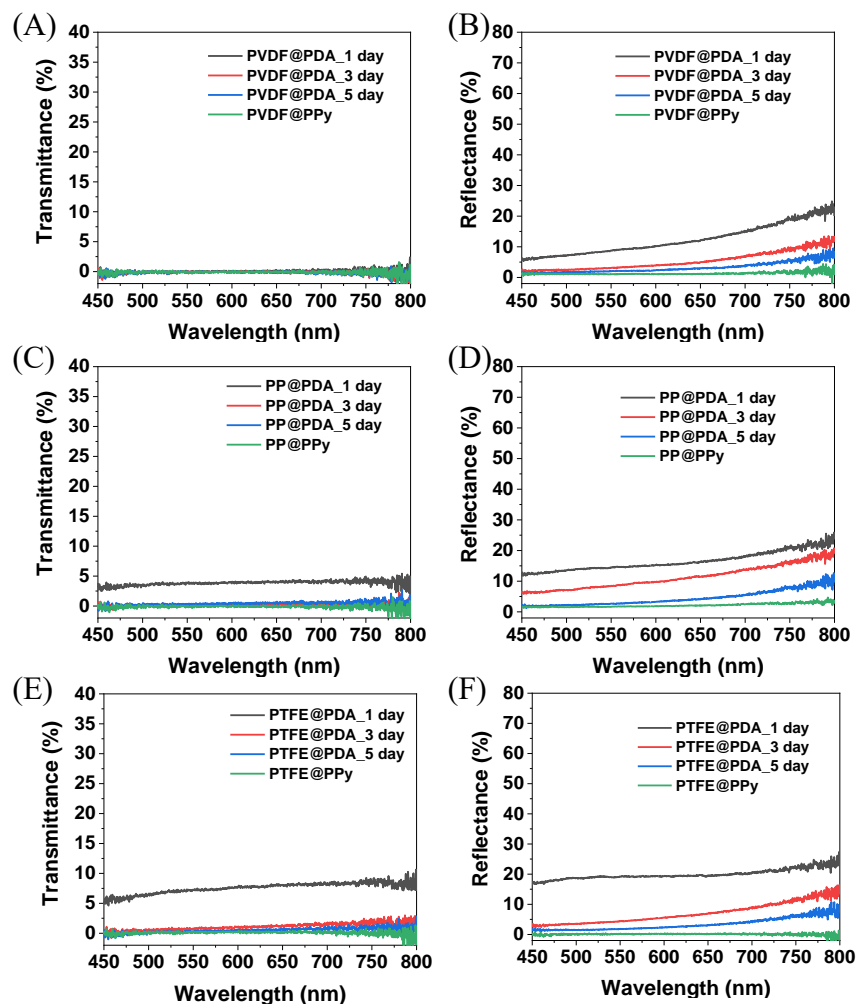 (A)
Transmittance (%)
40
35
30
25
20
15
10
5
0
PVDF@PDA_1 day
PVDF@PDA_3 day
PVDF@PDA_5 day
PVDF@PPy
450 500 550 600 650 700 750 800
Wavelength (nm)
(B)
Reflectance (%)
80
70
60
50
40
30
20
10
0
PVDF@PDA_1 day
PVDF@PDA_3 day
PVDF@PDA_5 day
PVDF@PPy
450 500 550 600 650 700 750 800
Wavelength (nm)
(C)
Transmittance (%)
40
35
30
25
20
15
10
5
0
PP@PDA_1 day
PP@PDA_3 day
PP@PDA_5 day
PP@PPy
450 500 550 600 650 700 750 800
Wavelength (nm)
(D)
Reflectance (%)
80
70
60
50
40
30
20
10
0
PP@PDA_1 day
PP@PDA_3 day
PP@PDA_5 day
PP@PPy
450 500 550 600 650 700 750 800
Wavelength (nm)
(E)
Transmittance (%)
40
35
30
25
20
15
10
5
0
PTFE@PDA_1 day
PTFE@PDA_3 day
PTFE@PDA_5 day
PTFE@PPy
450 500 550 600 650 700 750 800
Wavelength (nm)
(F)
Reflectance (%)
80
70
60
50
40
30
20
10
0
PTFE@PDA_1 day
PTFE@PDA_3 day
PTFE@PDA_5 day
PTFE@PPy
450 500 550 600 650 700 750 800
Wavelength (nm)